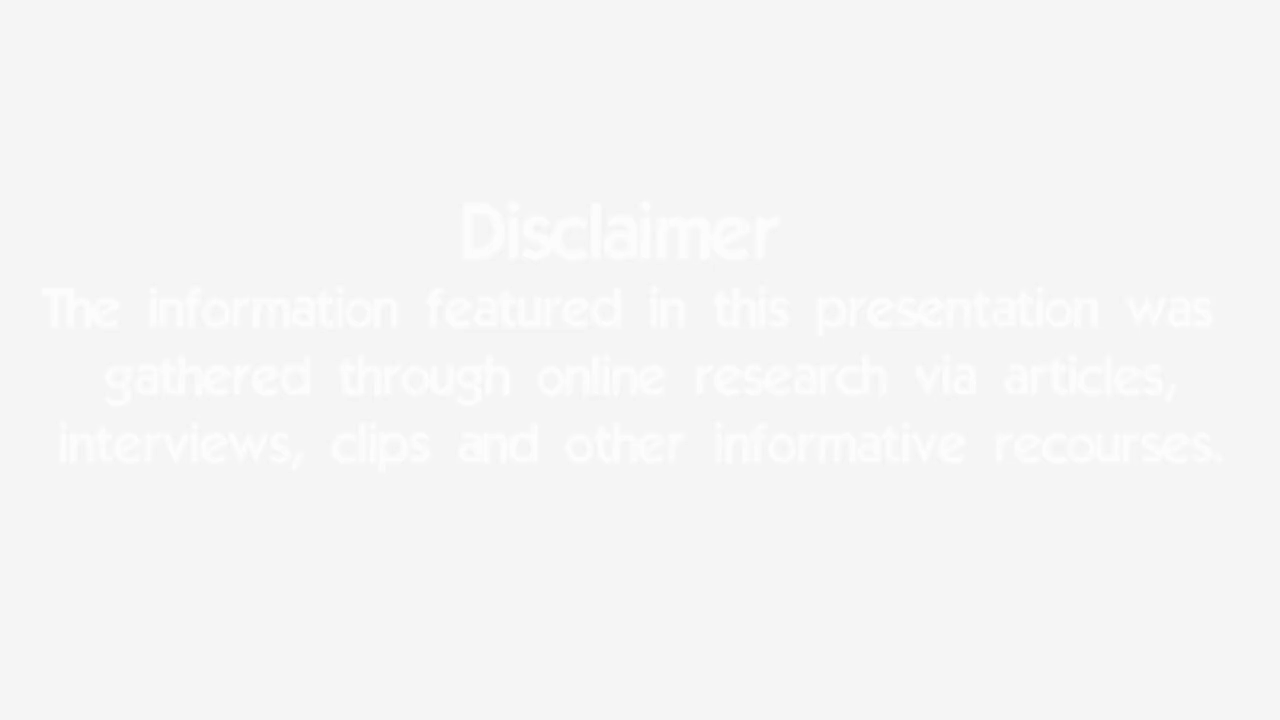 Disclaimer
The information featured in this presentation was
gathered through online research via articles,
interviews, clips and other informative recourses.